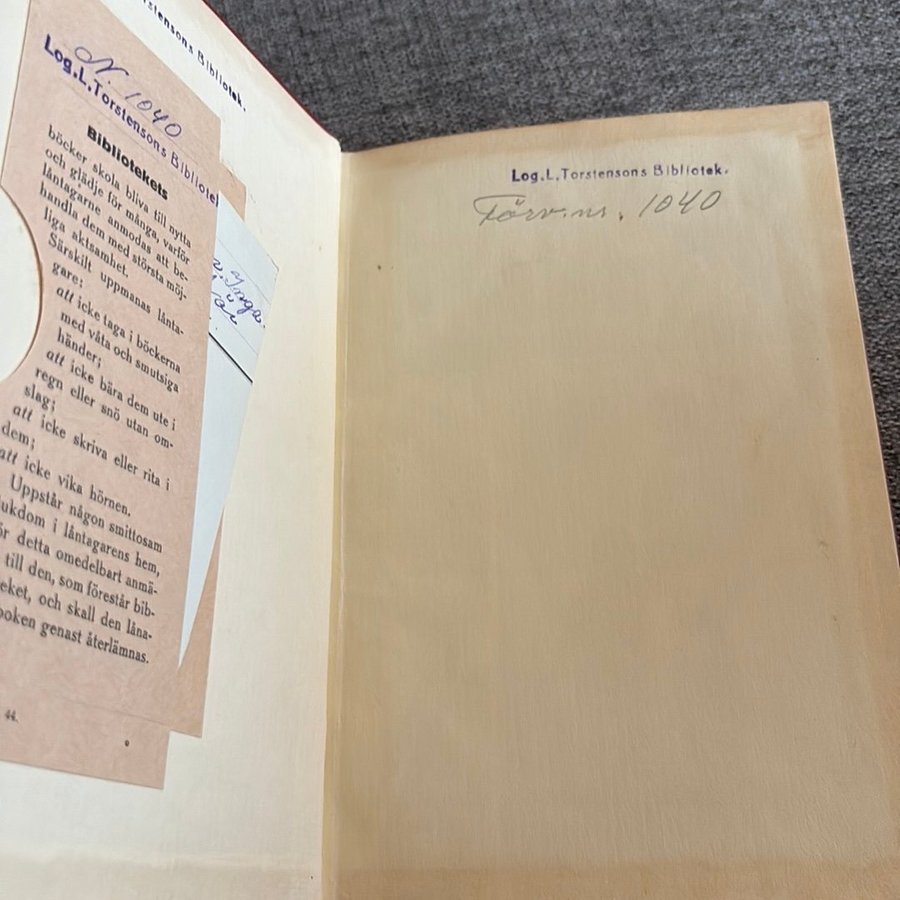 Torstensons Bibliotek.
N. 1040
Log.L.Torstensons Bibliotek
Bibliotekets
böcker skola bliva till nytta
och glädje för många, varför
låntagarne anmodas att be-
handla dem med största möj-
liga aktsamhet.
Särskilt uppmanas lånta-
gare:
att icke taga i böckerna
med våta och smutsiga
händer;
att icke bära dem ute i
regn eller snö utan om-
slag;
att icke skriva eller rita i
dem;
att icke vika hörnen.
Uppstår någon smittosam
ukdom i låntagarens hem,
ör detta omedelbart anmä-
till den, som förestår bib-
eket, och skall den låna-
boken genast återlämnas.
44.
Inga.
är
Log.L.Torstensons Bibliotek.
Förv.nr. 1040